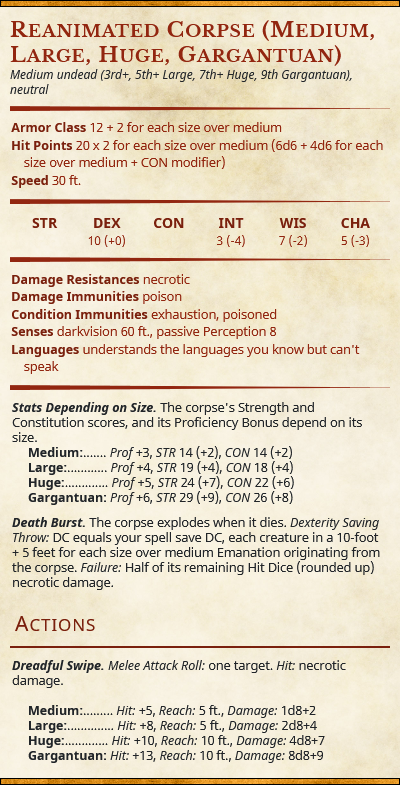 Reanimated Corpse (Medium,
Large, Huge, Gargantuan)
Medium undead (3rd+, 5th+ Large, 7th+ Huge, 9th Gargantuan),
neutral
Armor Class 12 + 2 for each size over medium
Hit Points 20 x 2 for each size over medium (6d6 + 4d6 for each
size over medium + CON modifier)
Speed 30 ft.
STR DEX CON INT WIS CHA
10 (+0) 3 (-4) 7 (-2) 5 (-3)
Damage Resistances necrotic
Damage Immunities poison
Condition Immunities exhaustion, poisoned
Senses darkvision 60 ft., passive Perception 8
Languages understands the languages you know but can't
speak
Stats Depending on Size. The corpse's Strength and
Constitution scores, and its Proficiency Bonus depend on its
size.
Medium:....... Prof +3, STR 14 (+2), CON 14 (+2)
Large:............ Prof +4, STR 19 (+4), CON 18 (+4)
Huge:............. Prof +5, STR 24 (+7), CON 22 (+6)
Gargantuan: Prof +6, STR 29 (+9), CON 26 (+8)
Death Burst. The corpse explodes when it dies. Dexterity Saving
Throw: DC equals your spell save DC, each creature in a 10-foot
+ 5 feet for each size over medium Emanation originating from
the corpse. Failure: Half of its remaining Hit Dice (rounded up)
necrotic damage.
Actions
Dreadful Swipe. Melee Attack Roll: one target. Hit: necrotic
damage.
Medium:......... Hit: +5, Reach: 5 ft., Damage: 1d8+2
Large:.............. Hit: +8, Reach: 5 ft., Damage: 2d8+4
Huge:............. Hit: +10, Reach: 10 ft., Damage: 4d8+7
Gargantuan: Hit: +13, Reach: 10 ft., Damage: 8d8+9